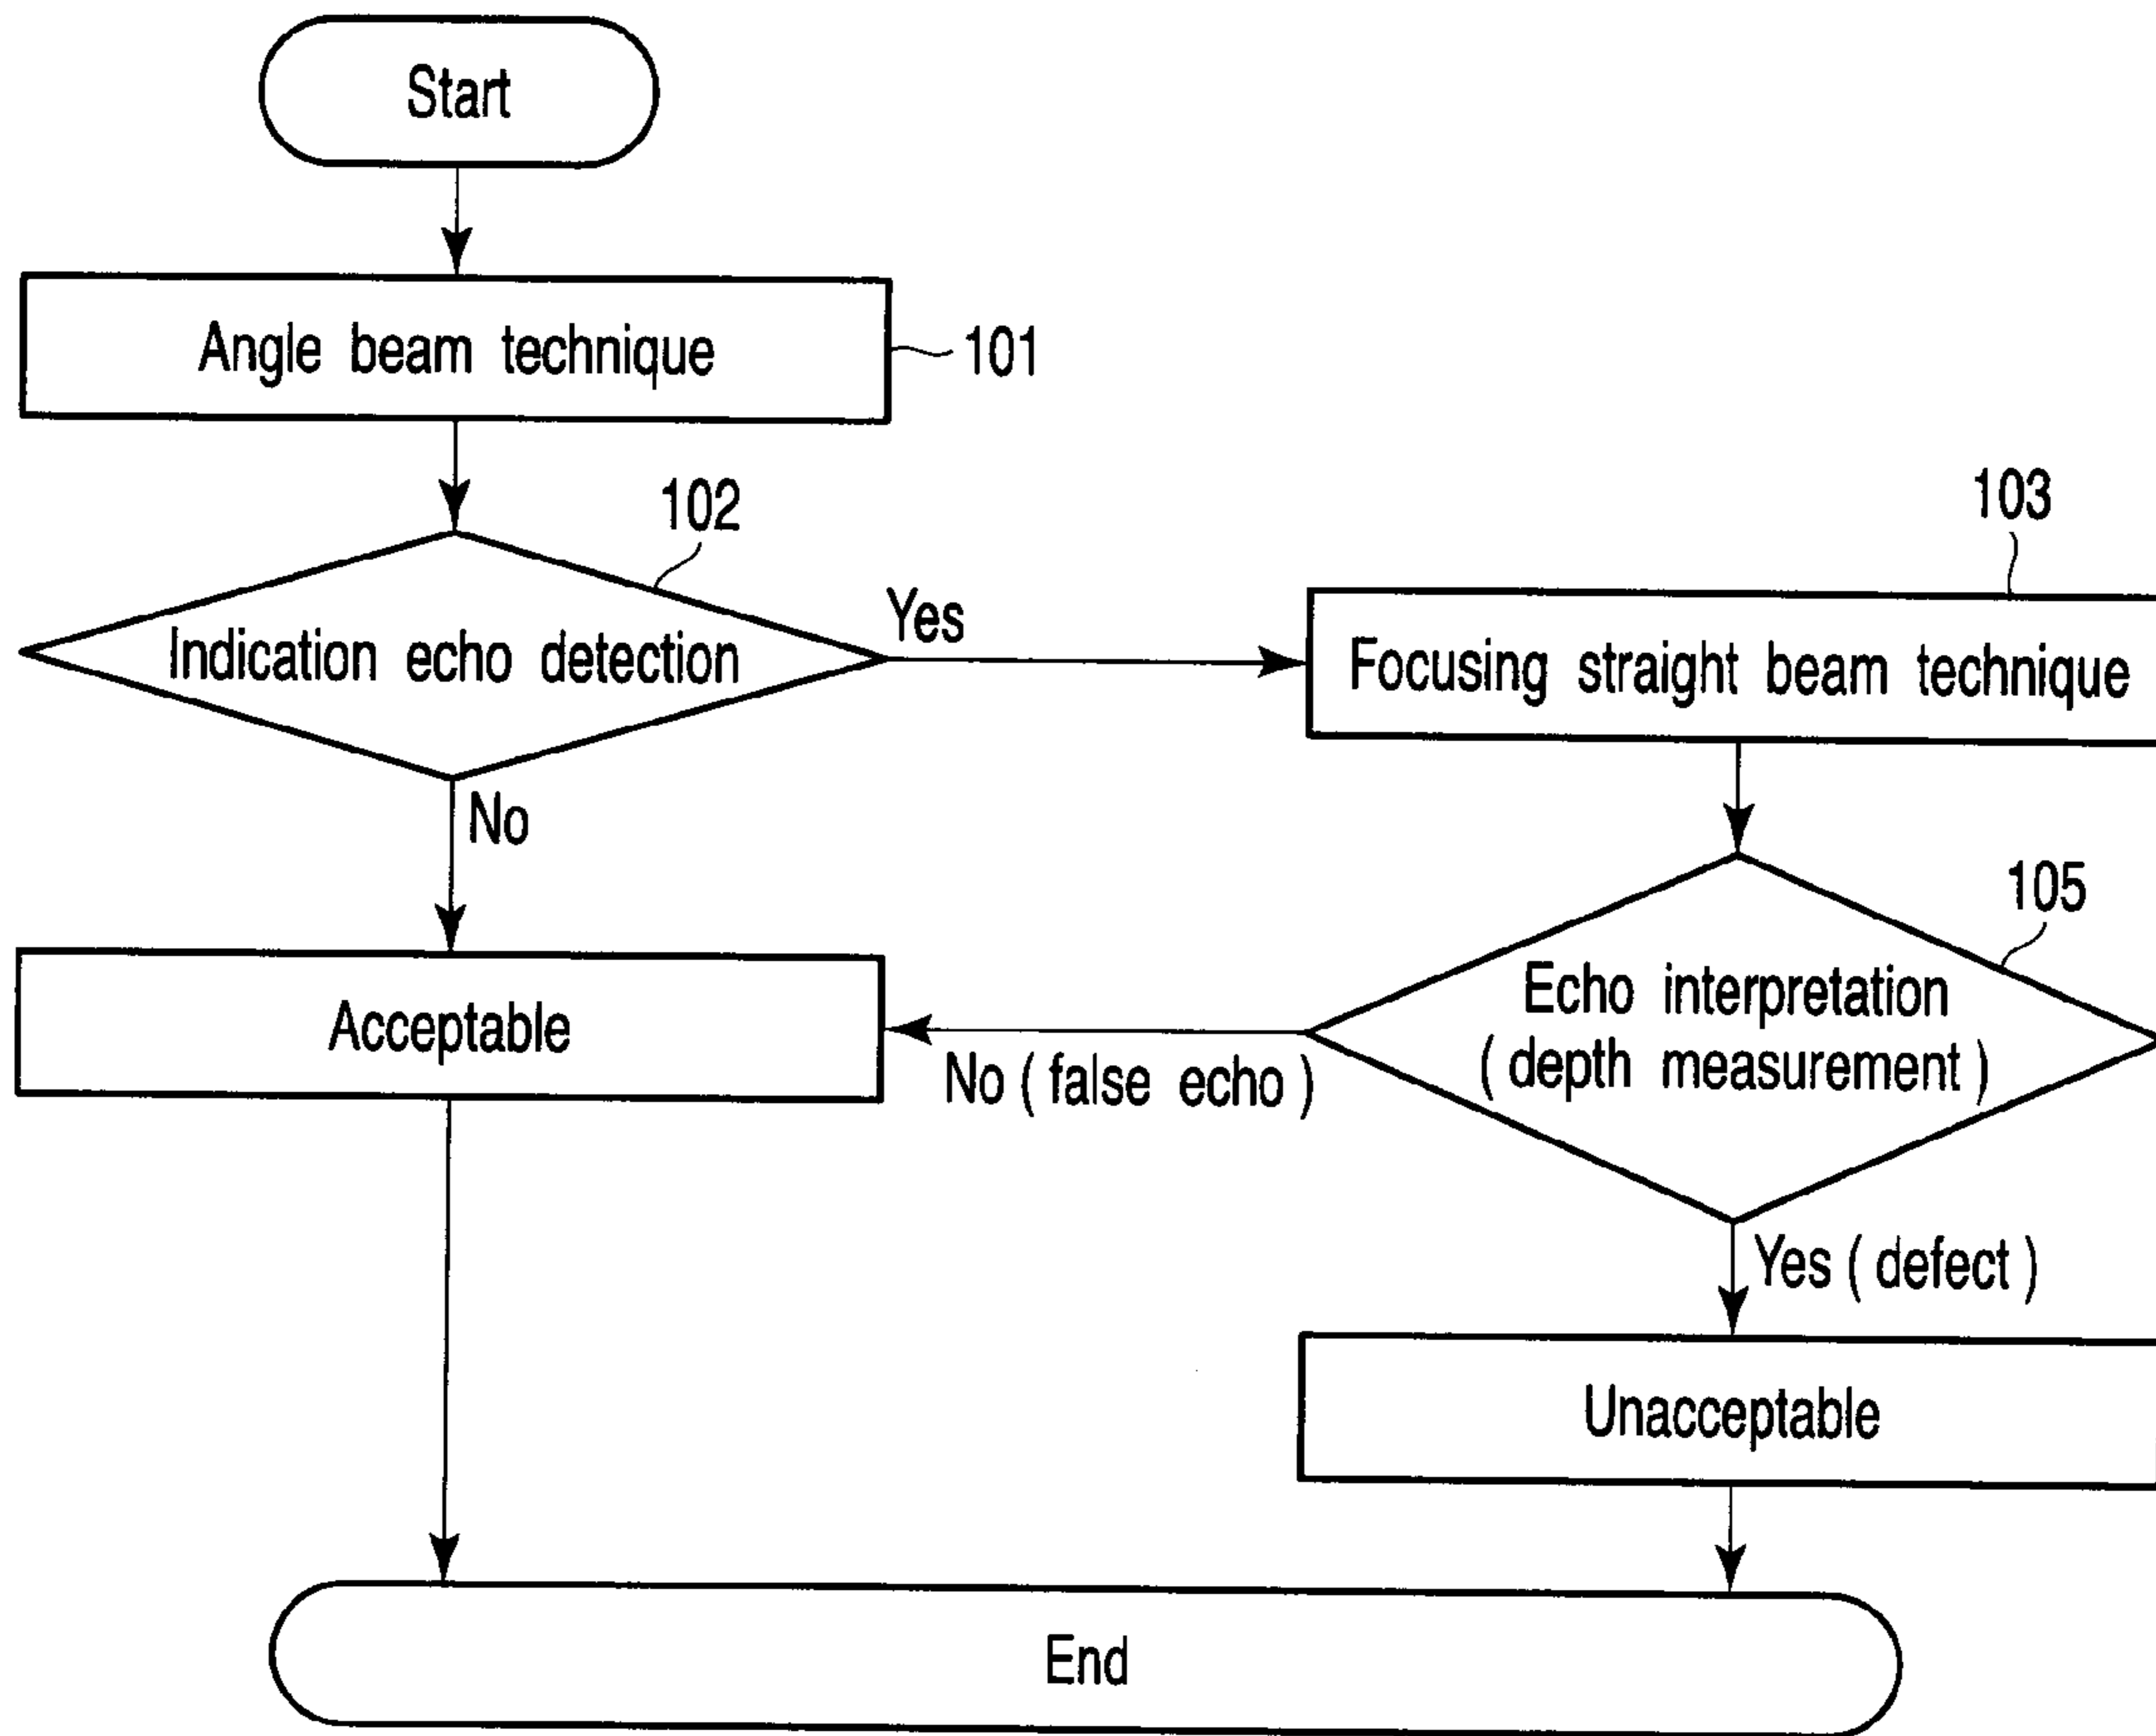 Start
Angle beam technique
101
102
Indication echo detection
Yes
103
Focusing straight beam technique
No
105
Acceptable
Echo interpretation
( depth measurement )
No ( false echo )
Yes ( defect )
Unacceptable
End